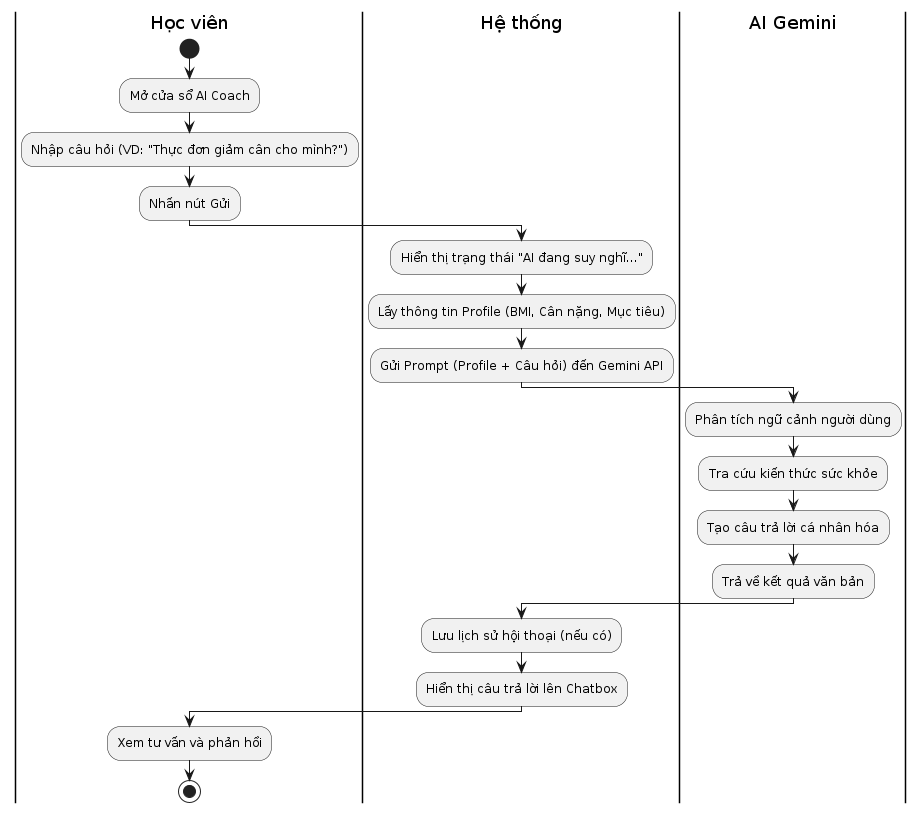 Học viên
Hệ thống
AI Gemini
Mở cửa sổ AI Coach
Nhập câu hỏi (VD: "Thực đơn giảm cân cho mình?")
Nhấn nút Gửi
Hiển thị trạng thái "AI đang suy nghĩ..."
Lấy thông tin Profile (BMI, Cân nặng, Mục tiêu)
Gửi Prompt (Profile + Câu hỏi) đến Gemini API
Phân tích ngữ cảnh người dùng
Tra cứu kiến thức sức khỏe
Tạo câu trả lời cá nhân hóa
Trả về kết quả văn bản
Lưu lịch sử hội thoại (nếu có)
Hiển thị câu trả lời lên Chatbox
Xem tư vấn và phản hồi